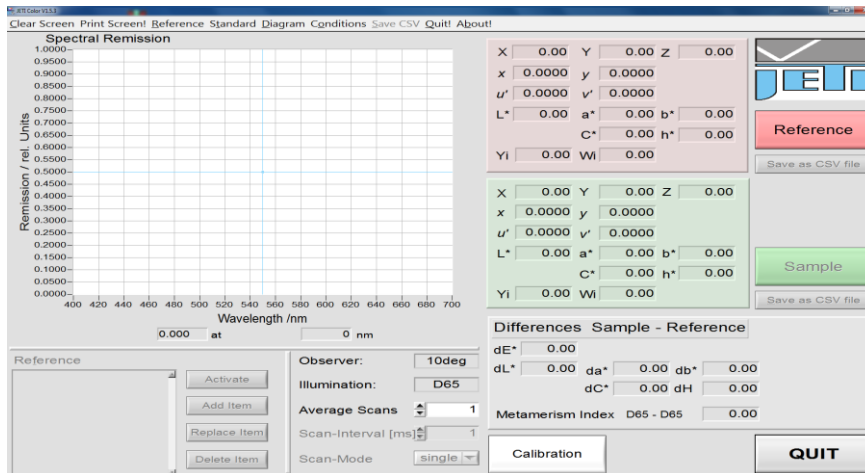 JETI Color V1.5.1
Clear Screen Print Screen! Reference Standard Diagram Conditions Save CSV Quit! About!
Spectral Remission
1.0000
0.9500
0.9000
0.8500
0.8000
0.7500
0.7000
0.6500
0.6000
0.5500
0.5000
0.4500
0.4000
0.3500
0.3000
0.2500
0.2000
0.1500
0.1000
0.0500
0.0000
Remission / rel. Units
400 420 440 460 480 500 520 540 560 580 600 620 640 660 680 700
Wavelength /nm
0.000 at 0 nm
X 0.00 Y 0.00 Z 0.00
x 0.0000 y 0.0000
u' 0.0000 v' 0.0000
L* 0.00 a* 0.00 b* 0.00
C* 0.00 h* 0.00
Yi 0.00 Wi 0.00
JETI
Reference
Save as CSV file
X 0.00 Y 0.00 Z 0.00
x 0.0000 y 0.0000
u' 0.0000 v' 0.0000
L* 0.00 a* 0.00 b* 0.00
C* 0.00 h* 0.00
Yi 0.00 Wi 0.00
Sample
Save as CSV file
Differences Sample - Reference
dE* 0.00
dL* 0.00 da* 0.00 db* 0.00
dC* 0.00 dH 0.00
Metamerism Index D65 - D65 0.00
Reference
Activate
Add Item
Replace Item
Delete Item
Observer: 10deg
Illumination: D65
Average Scans 1
Scan-Interval [ms] 1
Scan-Mode single
Calibration
QUIT